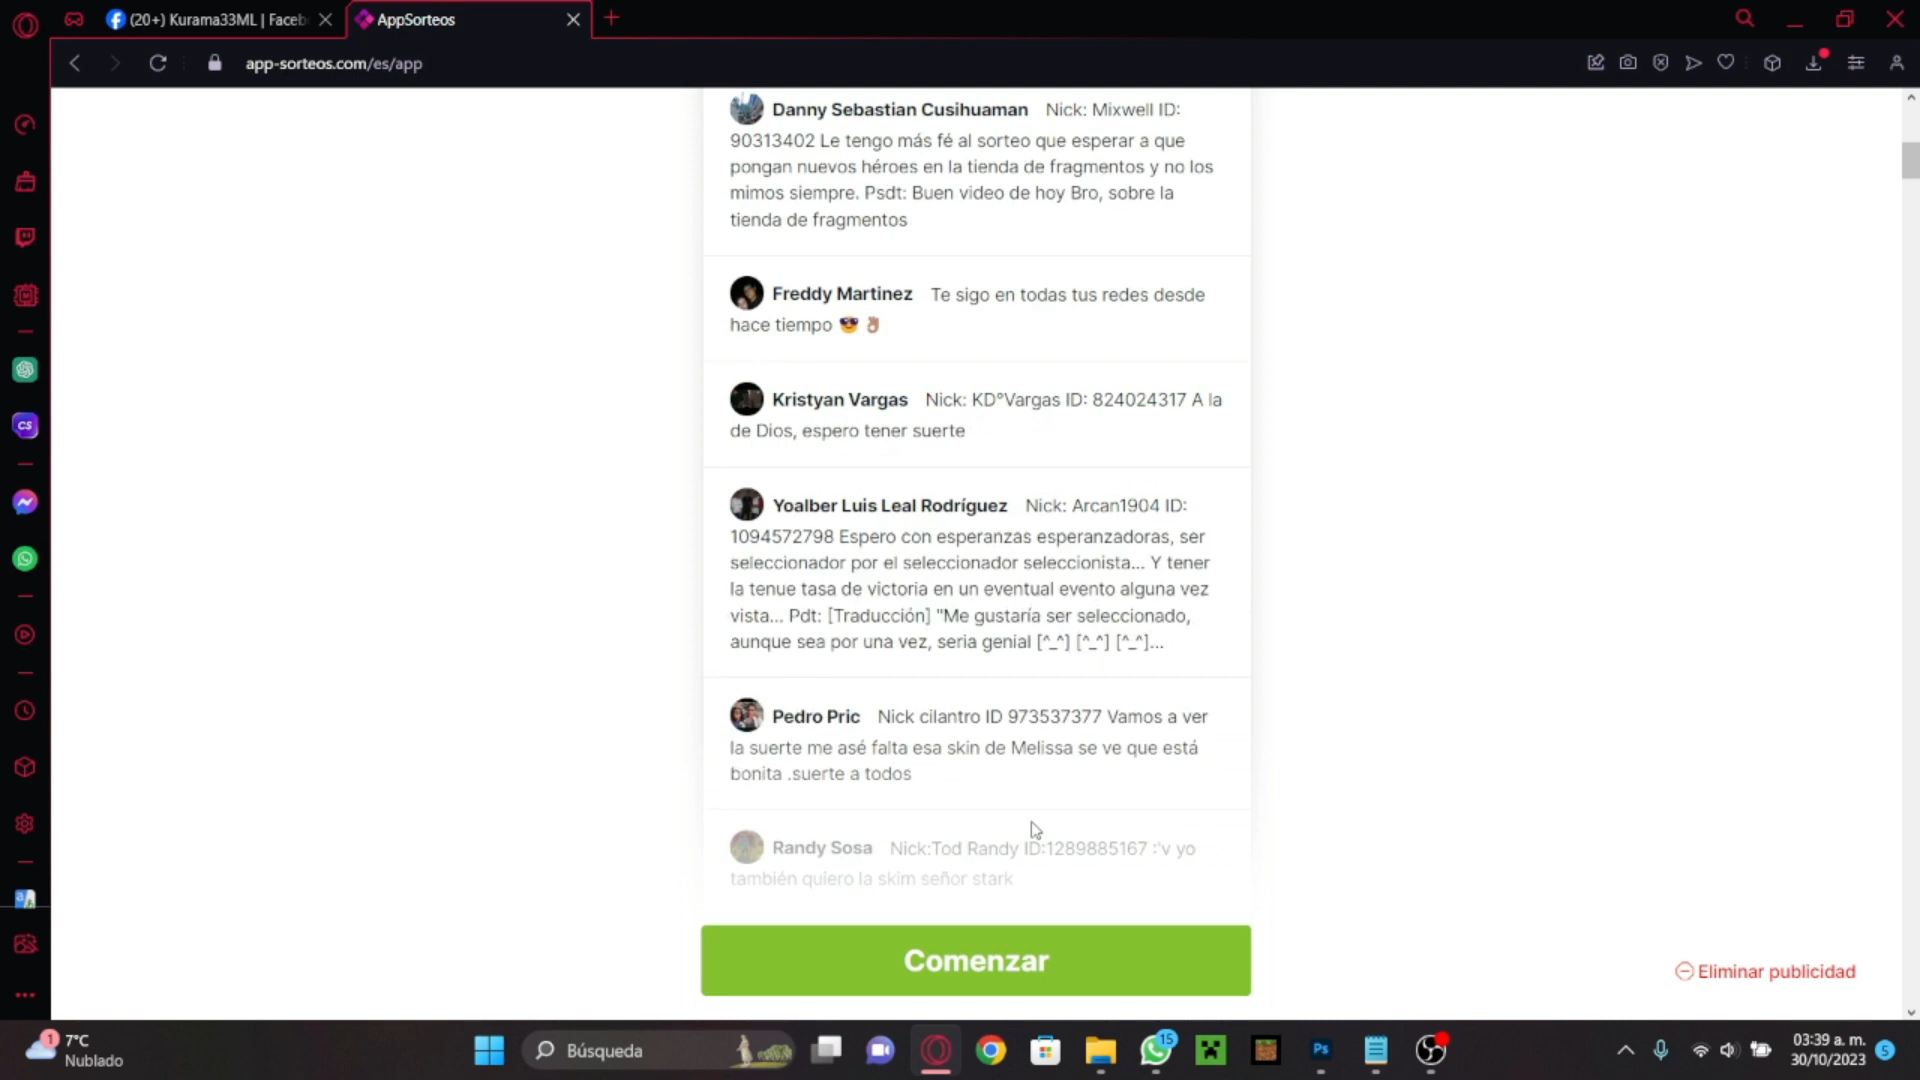 (20+) Kurama33ML | Faceb
AppSorteos
app-sorteos.com/es/app
Danny Sebastian Cusihuaman Nick: Mixwell ID:
90313402 Le tengo más fé al sorteo que esperar a que
pongan nuevos héroes en la tienda de fragmentos y no los
mimos siempre. Psdt: Buen video de hoy Bro, sobre la
tienda de fragmentos
Freddy Martinez Te sigo en todas tus redes desde
hace tiempo 😎 👌🏽
Kristyan Vargas Nick: KD°Vargas ID: 824024317 A la
de Dios, espero tener suerte
Yoalber Luis Leal Rodríguez Nick: Arcan1904 ID:
1094572798 Espero con esperanzas esperanzadoras, ser
seleccionador por el seleccionador seleccionista... Y tener
la tenue tasa de victoria en un eventual evento alguna vez
vista... Pdt: [Traducción] "Me gustaría ser seleccionado,
aunque sea por una vez, seria genial [^_^] [^_^] [^_^]...
Pedro Pric Nick cilantro ID 973537377 Vamos a ver
la suerte me asé falta esa skin de Melissa se ve que está
bonita .suerte a todos
Randy Sosa Nick:Tod Randy ID:1289885167 :'v yo
también quiero la skim señor stark
Comenzar
Eliminar publicidad
CS
1
7°C
Nublado
Búsqueda
15
Ps
03:39 a. m.
30/10/2023
5